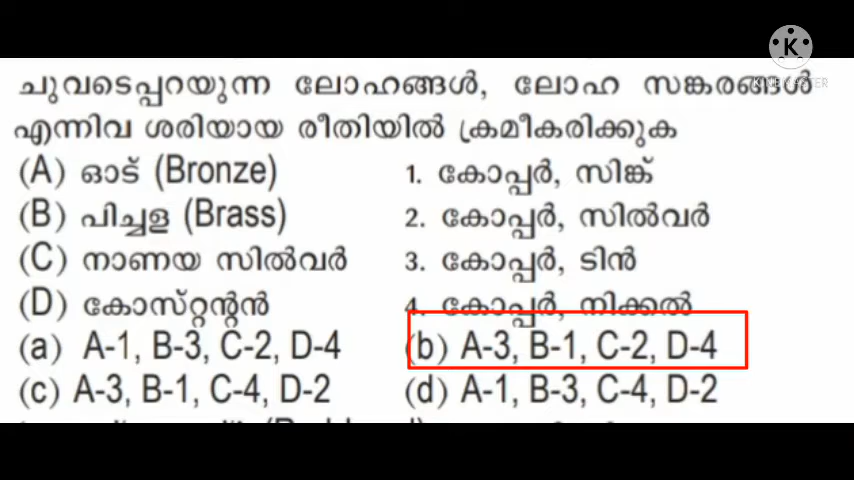 K
KINEMASTER
ചുവടെപ്പറയുന്ന ലോഹങ്ങൾ, ലോഹ സങ്കരങ്ങൾ
എന്നിവ ശരിയായ രീതിയിൽ ക്രമീകരിക്കുക
(A) ഓട് (Bronze) 1. കോപ്പർ, സിങ്ക്
(B) പിച്ചള (Brass) 2. കോപ്പർ, സിൽവർ
(C) നാണയ സിൽവർ 3. കോപ്പർ, ടിൻ
(D) കോസ്റ്റന്റൻ 4. കോപ്പർ, നിക്കൽ
(a) A-1, B-3, C-2, D-4 (b) A-3, B-1, C-2, D-4
(c) A-3, B-1, C-4, D-2 (d) A-1, B-3, C-4, D-2